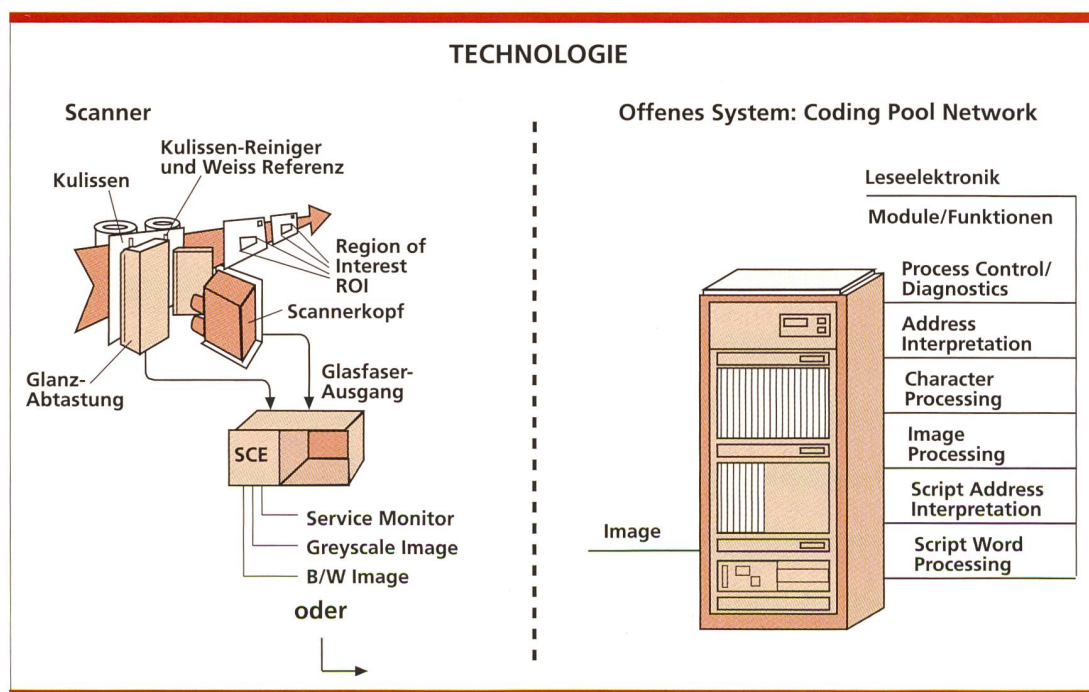 TECHNOLOGIE
Scanner
Kulissen-Reiniger
und Weiss Referenz
Kulissen
Region of
Interest
ROI
Scannerkopf
Glanz-
Abtastung
Glasfaser-
Ausgang
SCE
Service Monitor
Greyscale Image
B/W Image
oder
Offenes System: Coding Pool Network
Leseelektronik
Module/Funktionen
Process Control/
Diagnostics
Address
Interpretation
Character
Processing
Image
Processing
Script Address
Interpretation
Script Word
Processing
Image